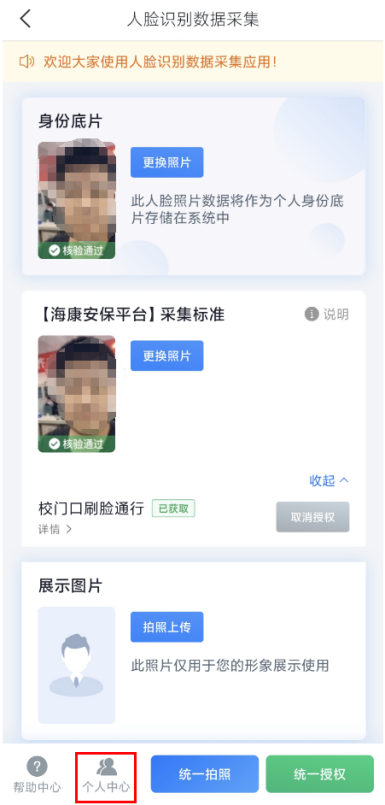 人脸识别数据采集
欢迎大家使用人脸识别数据采集应用！
身份底片
更换照片
此人脸照片数据将作为个人身份底
片存储在系统中
核验通过
【海康安保平台】采集标准
说明
更换照片
核验通过
收起
校门口刷脸通行 已获取
取消授权
详情 >
展示图片
拍照上传
此照片仅用于您的形象展示使用
帮助中心
个人中心
统一拍照
统一授权